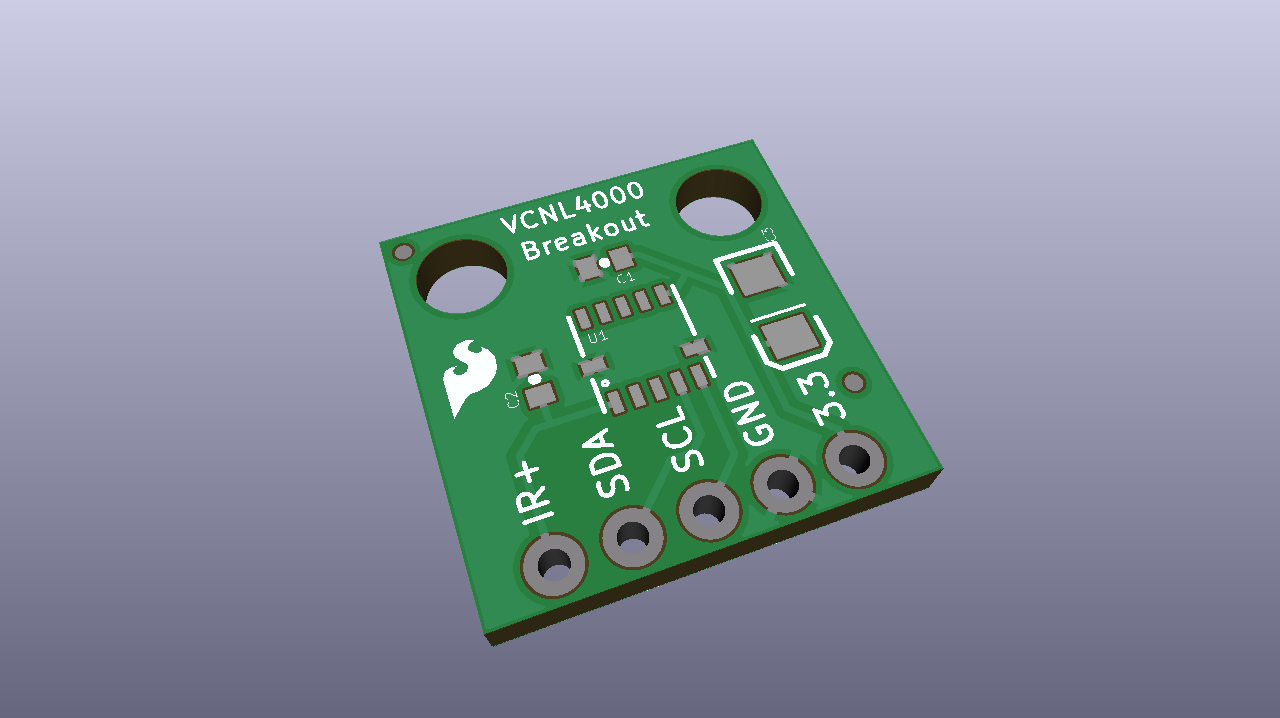 VCNL4000
Breakout
C1
C3
U1
C2
IR+
SDA
SCL
GND
3.3